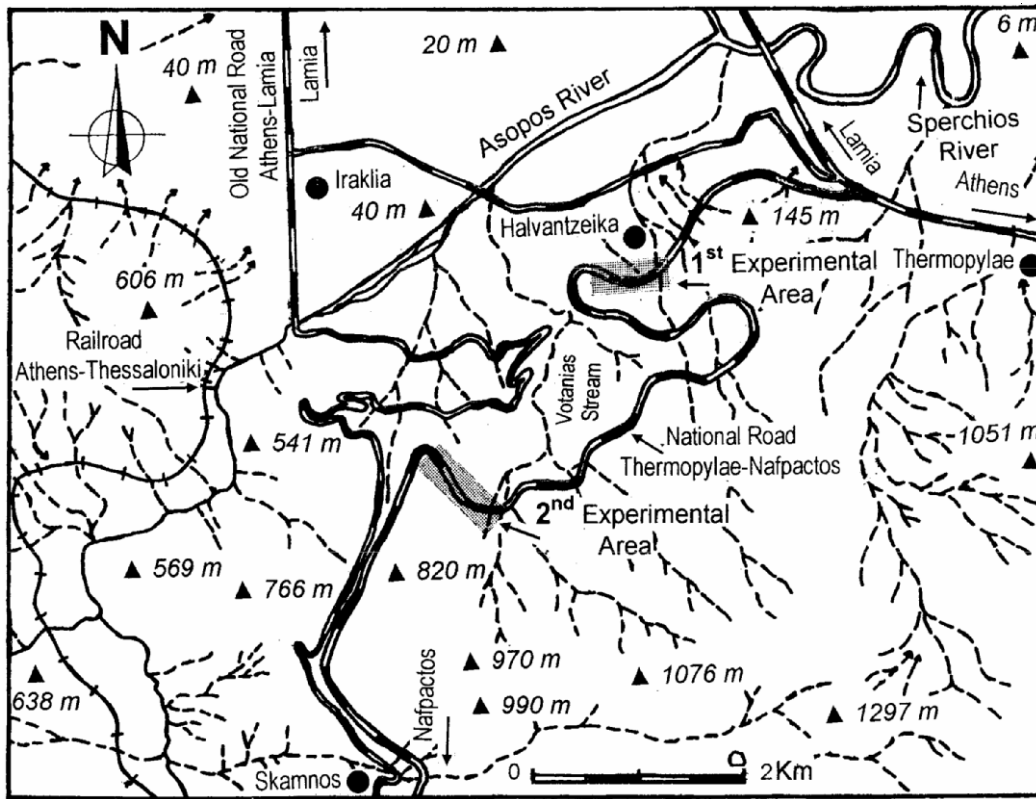 N
40 m
Old National Road
Athens-Lamia
Lamia
20 m
6 m
Asopos River
Lamia
Sperchios
River
Athens
Iraklia
40 m
Halvantzeika
145 m
1st Experimental
Area
Thermopylae
606 m
Railroad
Athens-Thessaloniki
Votanias
Stream
541 m
National Road
Thermopylae-Nafpactos
1051 m
2nd Experimental
Area
569 m
766 m
820 m
970 m
1076 m
638 m
990 m
1297 m
Nafpactos
Skamnos
0
2Km